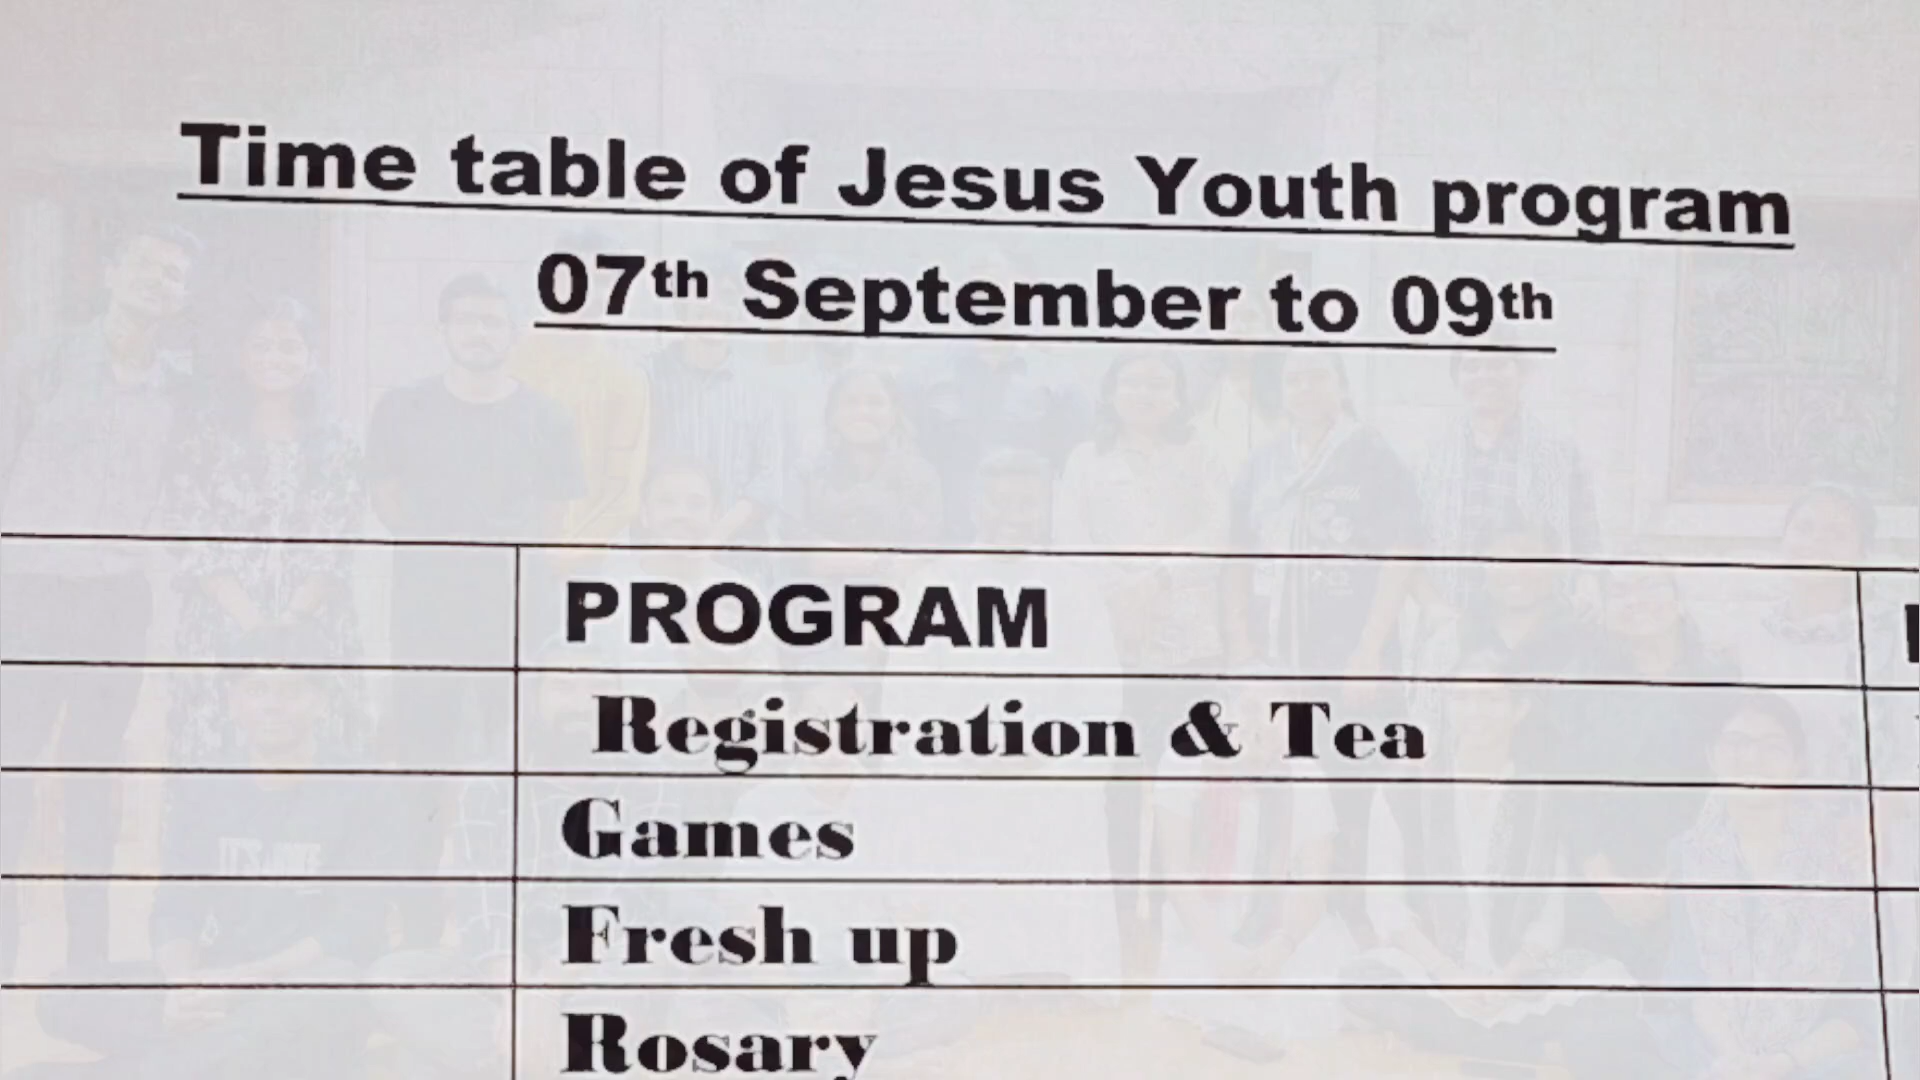 Time table of Jesus Youth program
07th September to 09th
PROGRAM
Registration & Tea
Games
Fresh up
Rosary